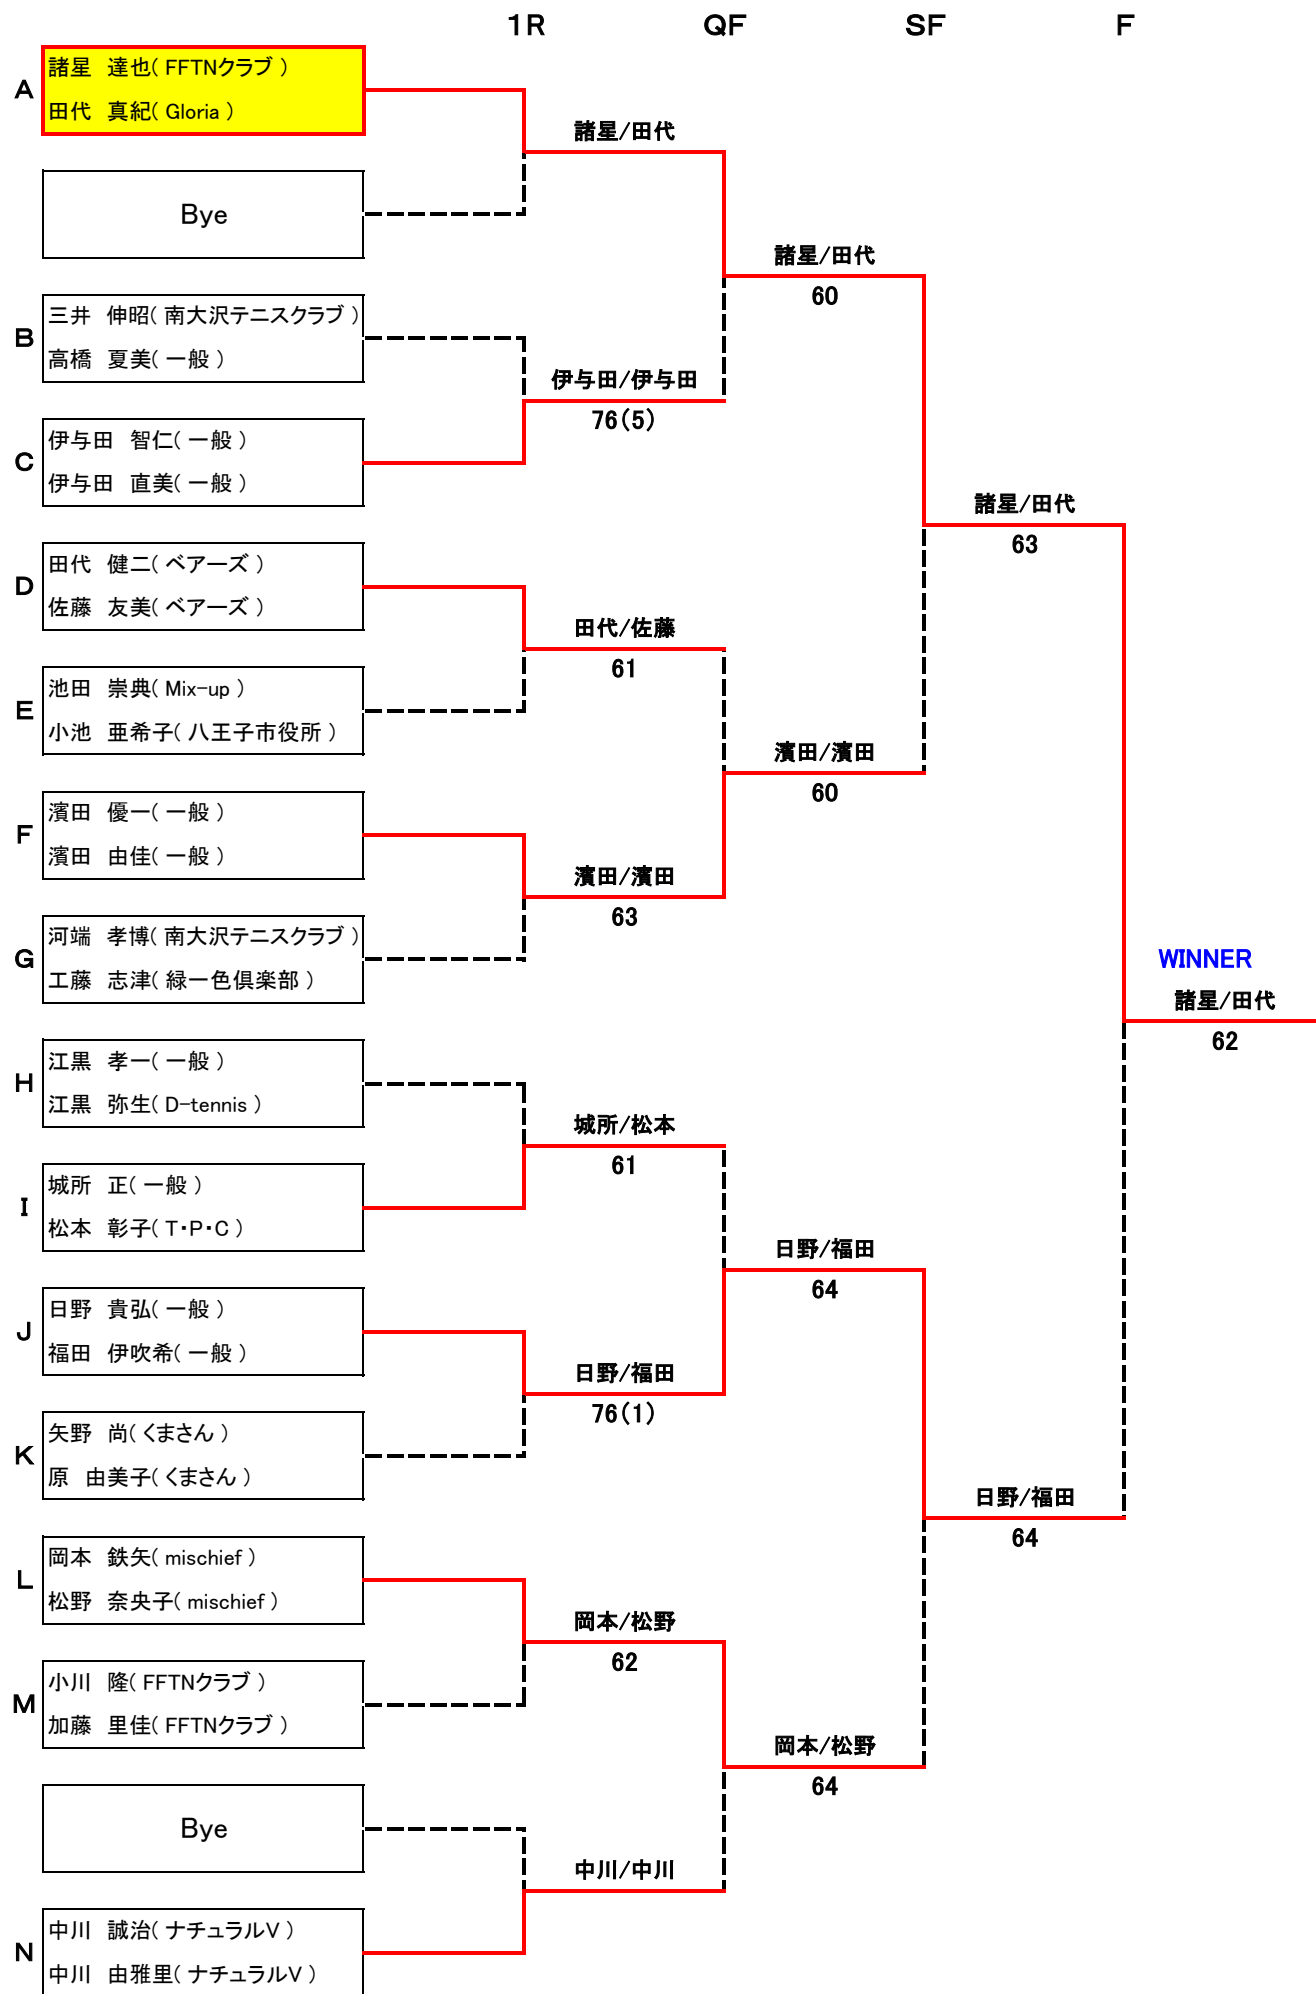 1R QF SF F
A
諸星 達也( FFTNクラブ )
田代 真紀( Gloria )
諸星/田代
Bye
諸星/田代
60
B
三井 伸昭( 南大沢テニスクラブ )
高橋 夏美( 一般 )
伊与田/伊与田
76(5)
C
伊与田 智仁( 一般 )
伊与田 直美( 一般 )
諸星/田代
63
D
田代 健二( ベアーズ )
佐藤 友美( ベアーズ )
田代/佐藤
61
E
池田 崇典( Mix-up )
小池 亜希子( 八王子市役所 )
濱田/濱田
60
F
濱田 優一( 一般 )
濱田 由佳( 一般 )
濱田/濱田
63
G
河端 孝博( 南大沢テニスクラブ )
工藤 志津( 緑一色倶楽部 )
WINNER
諸星/田代
62
H
江黒 孝一( 一般 )
江黒 弥生( D-tennis )
城所/松本
61
I
城所 正( 一般 )
松本 彰子( T・P・C )
日野/福田
64
J
日野 貴弘( 一般 )
福田 伊吹希( 一般 )
日野/福田
76(1)
K
矢野 尚( くまさん )
原 由美子( くまさん )
日野/福田
64
L
岡本 鉄矢( mischief )
松野 奈央子( mischief )
岡本/松野
62
M
小川 隆( FFTNクラブ )
加藤 里佳( FFTNクラブ )
岡本/松野
64
Bye
中川/中川
N
中川 誠治( ナチュラルV )
中川 由雅里( ナチュラルV )